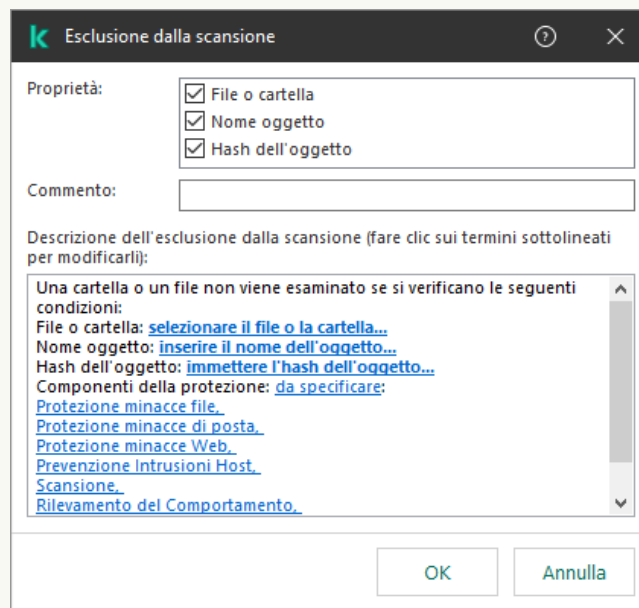 Esclusione dalla scansione
Proprietà:
File o cartella
Nome oggetto
Hash dell'oggetto
Commento:
Descrizione dell'esclusione dalla scansione (fare clic sui termini sottolineati
per modificarli):
Una cartella o un file non viene esaminato se si verificano le seguenti
condizioni:
File o cartella: selezionare il file o la cartella...
Nome oggetto: inserire il nome dell'oggetto...
Hash dell'oggetto: immettere l'hash dell'oggetto...
Componenti della protezione: da specificare:
Protezione minacce file,
Protezione minacce di posta,
Protezione minacce Web,
Prevenzione Intrusioni Host,
Scansione,
Rilevamento del Comportamento,
OK Annulla